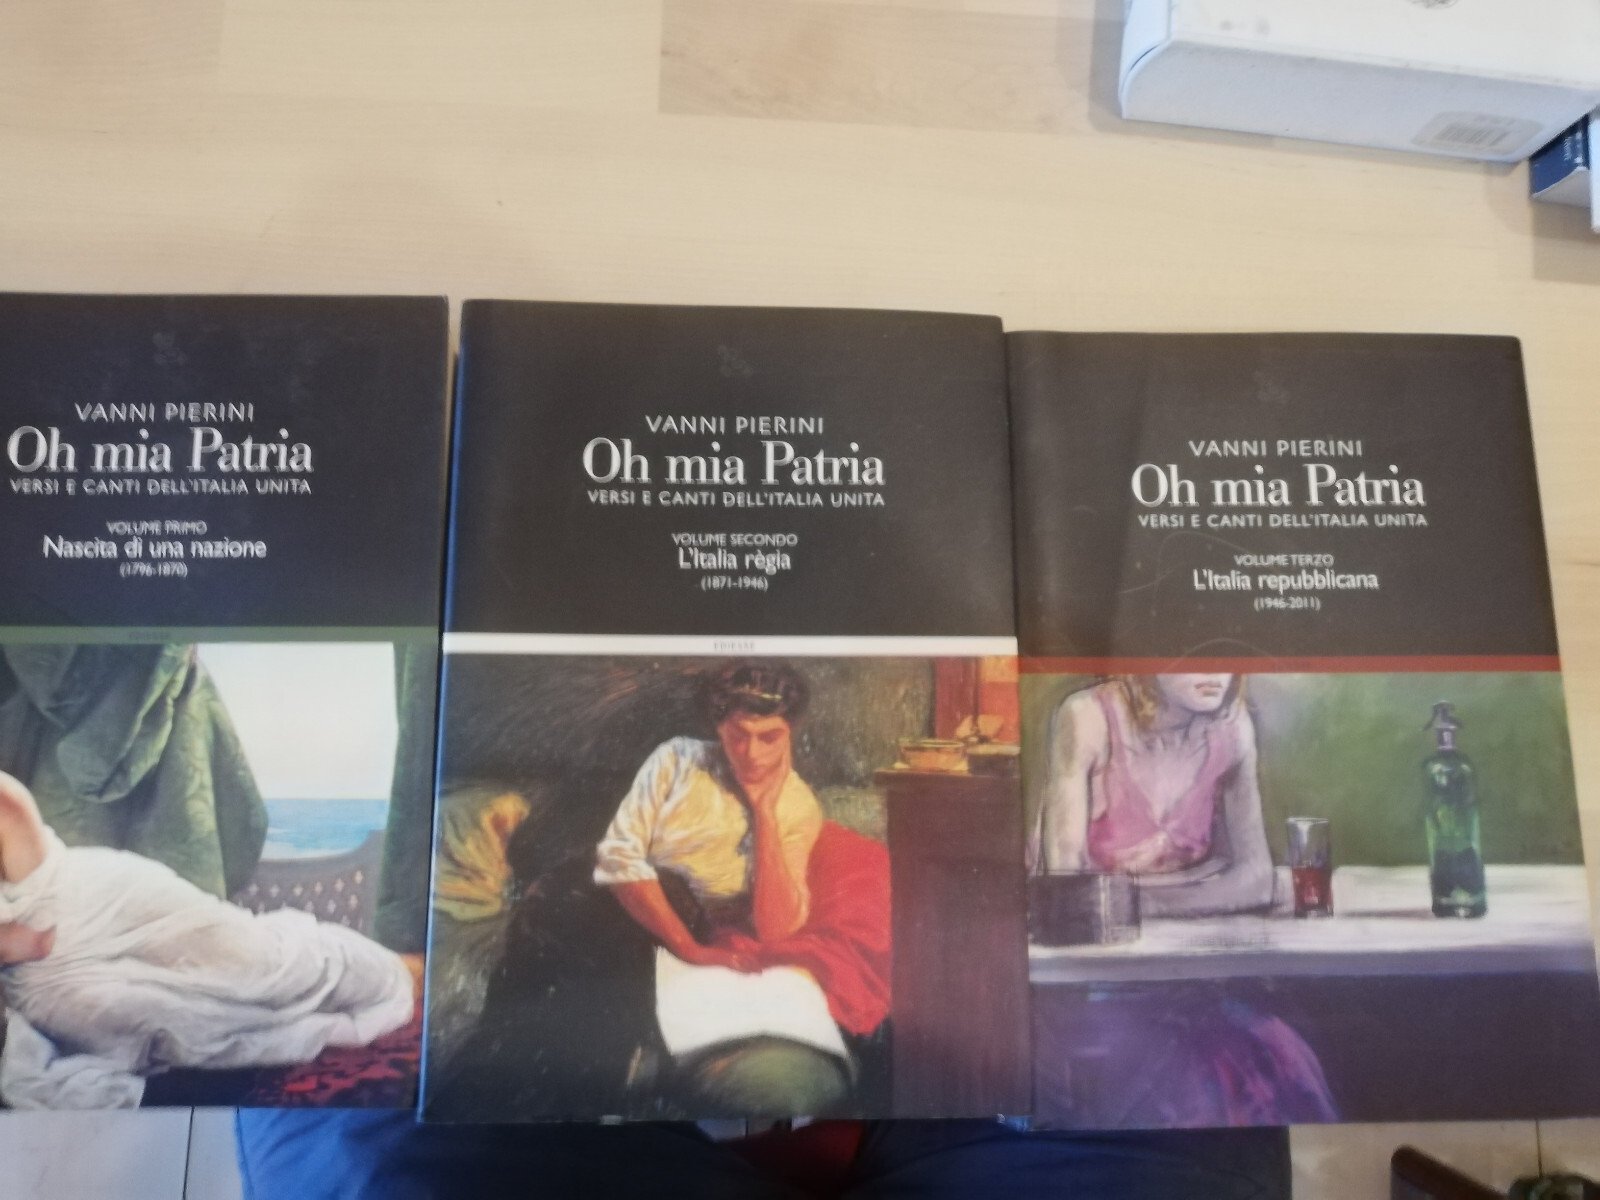 VANNI PIERINI
Oh mia Patria
VERSI E CANTI DELL'ITALIA UNITA
VOLUME PRIMO
Nascita di una nazione
(1796-1870)
EDIESSE
VANNI PIERINI
Oh mia Patria
VERSI E CANTI DELL'ITALIA UNITA
VOLUME SECONDO
L'Italia règia
(1871-1946)
EDIESSE
VANNI PIERINI
Oh mia Patria
VERSI E CANTI DELL'ITALIA UNITA
VOLUME TERZO
L'Italia repubblicana
(1946-2011)